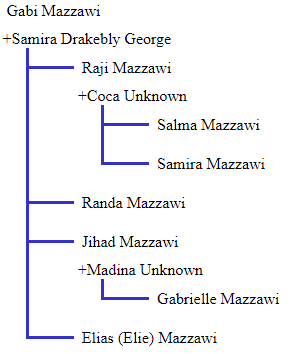 Gabi Mazzawi
+Samira Drakebly George
Raji Mazzawi
+Coca Unknown
Salma Mazzawi
Samira Mazzawi
Randa Mazzawi
Jihad Mazzawi
+Madina Unknown
Gabrielle Mazzawi
Elias (Elie) Mazzawi